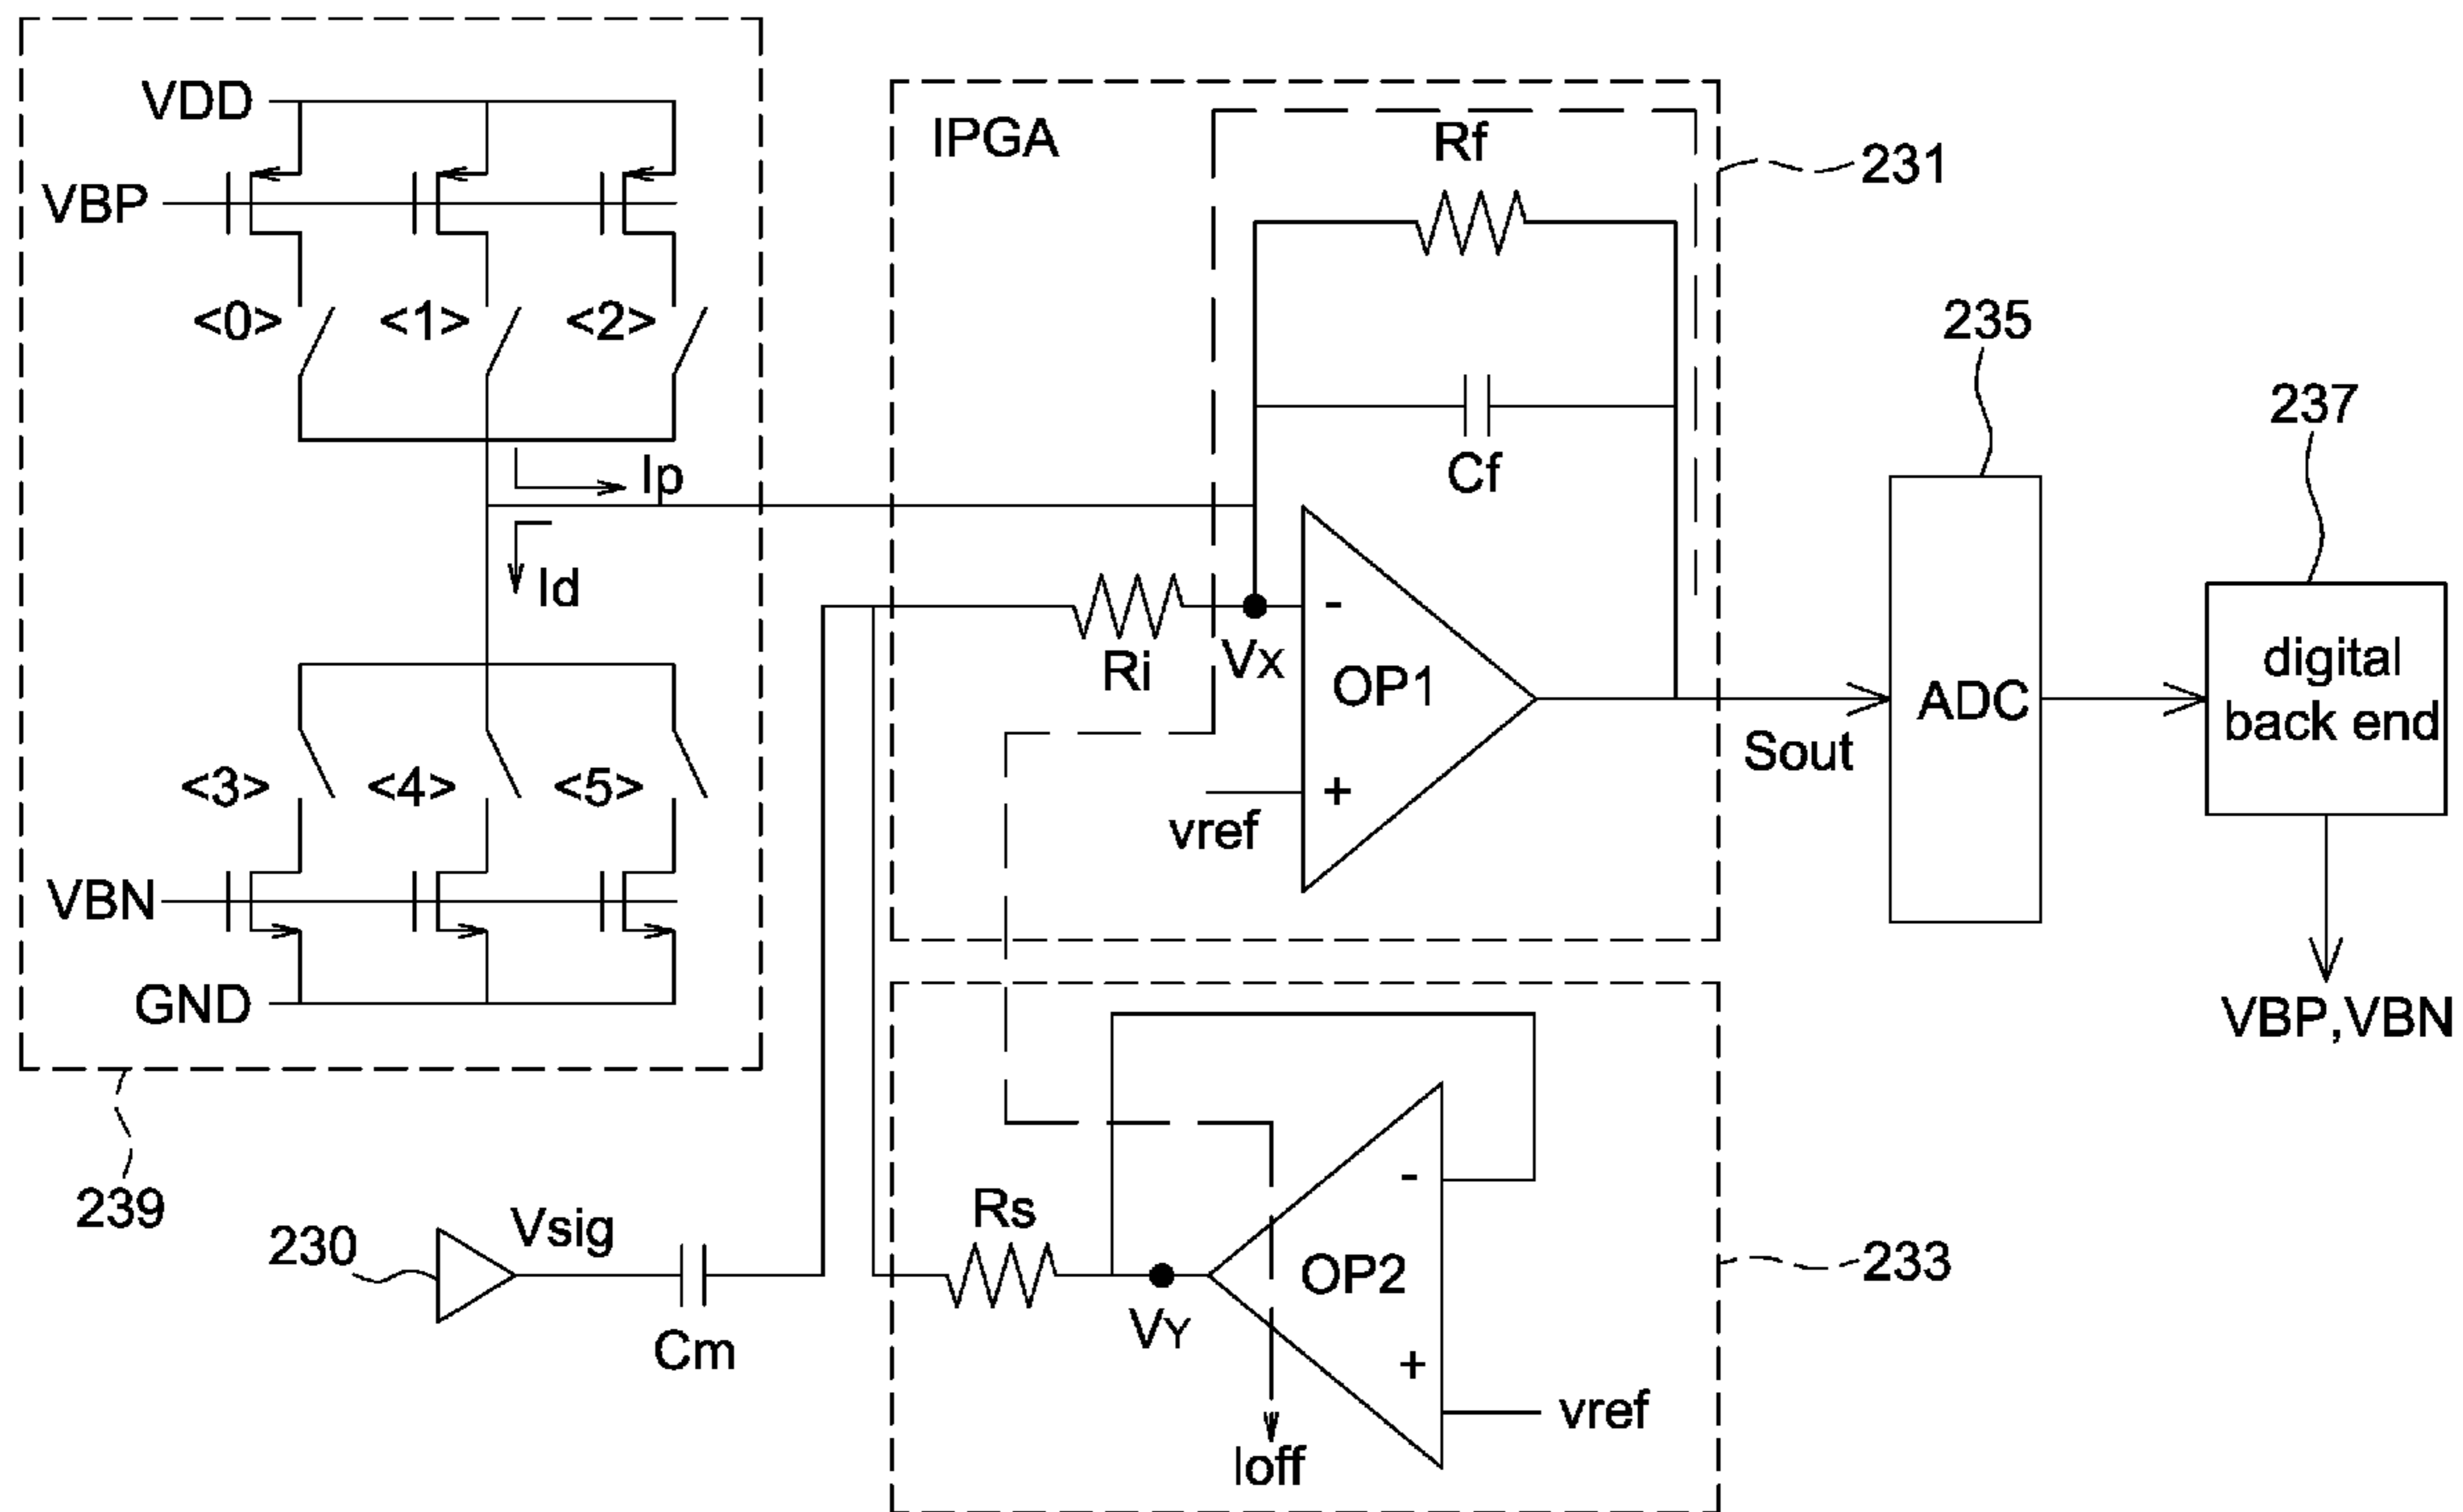 VDD
VBP
<0>
<1>
<2>
Ip
Id
<3>
<4>
<5>
VBN
GND
239
230
Vsig
Cm
IPGA
Rf
231
Cf
Ri
VX
OP1
-
+
vref
Sout
235
ADC
237
digital
back end
VBP,VBN
Rs
VY
OP2
-
+
vref
Ioff
233